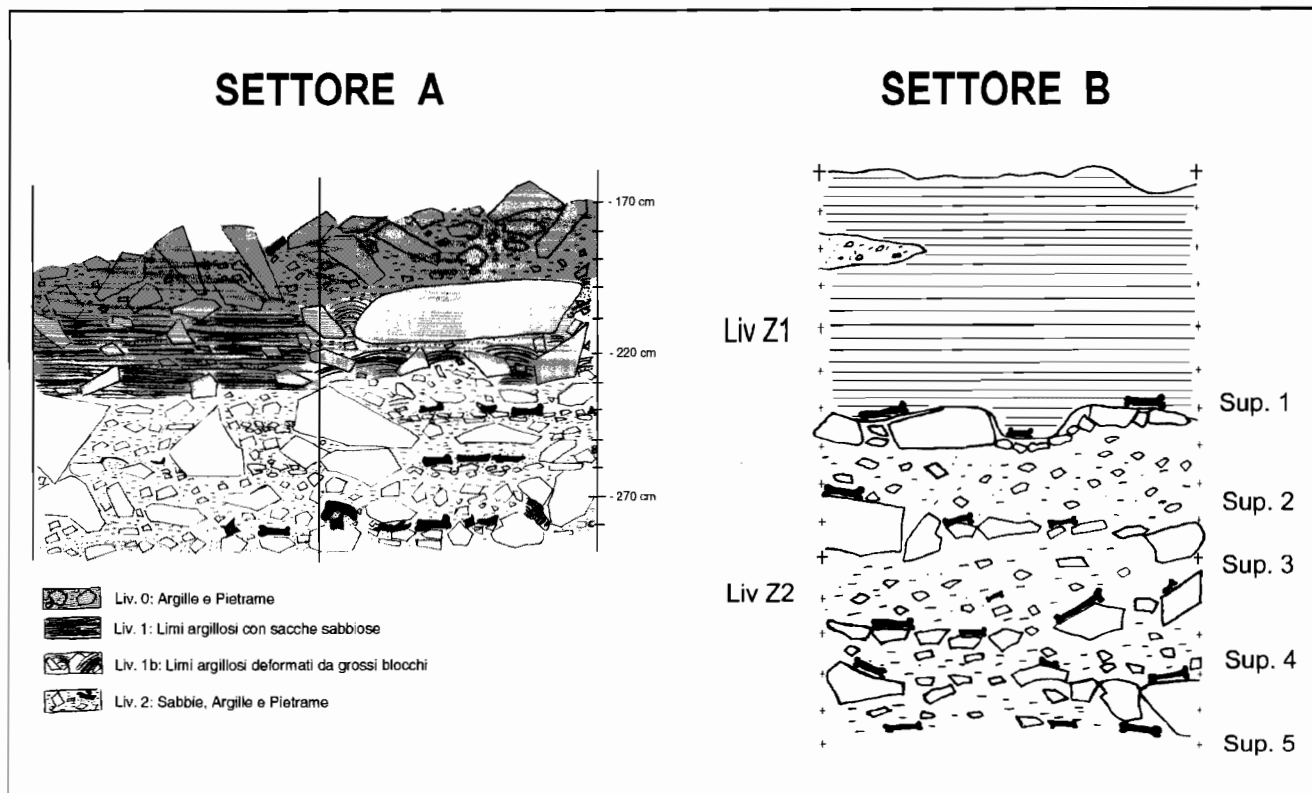 SETTORE A
- 170 cm
- 220 cm
- 270 cm
Liv. 0: Argille e Pietrame
Liv. 1: Limi argillosi con sacche sabbiose
Liv. 1b: Limi argillosi deformati da grossi blocchi
Liv. 2: Sabbie, Argille e Pietrame
SETTORE B
Liv Z1
Liv Z2
Sup. 1
Sup. 2
Sup. 3
Sup. 4
Sup. 5